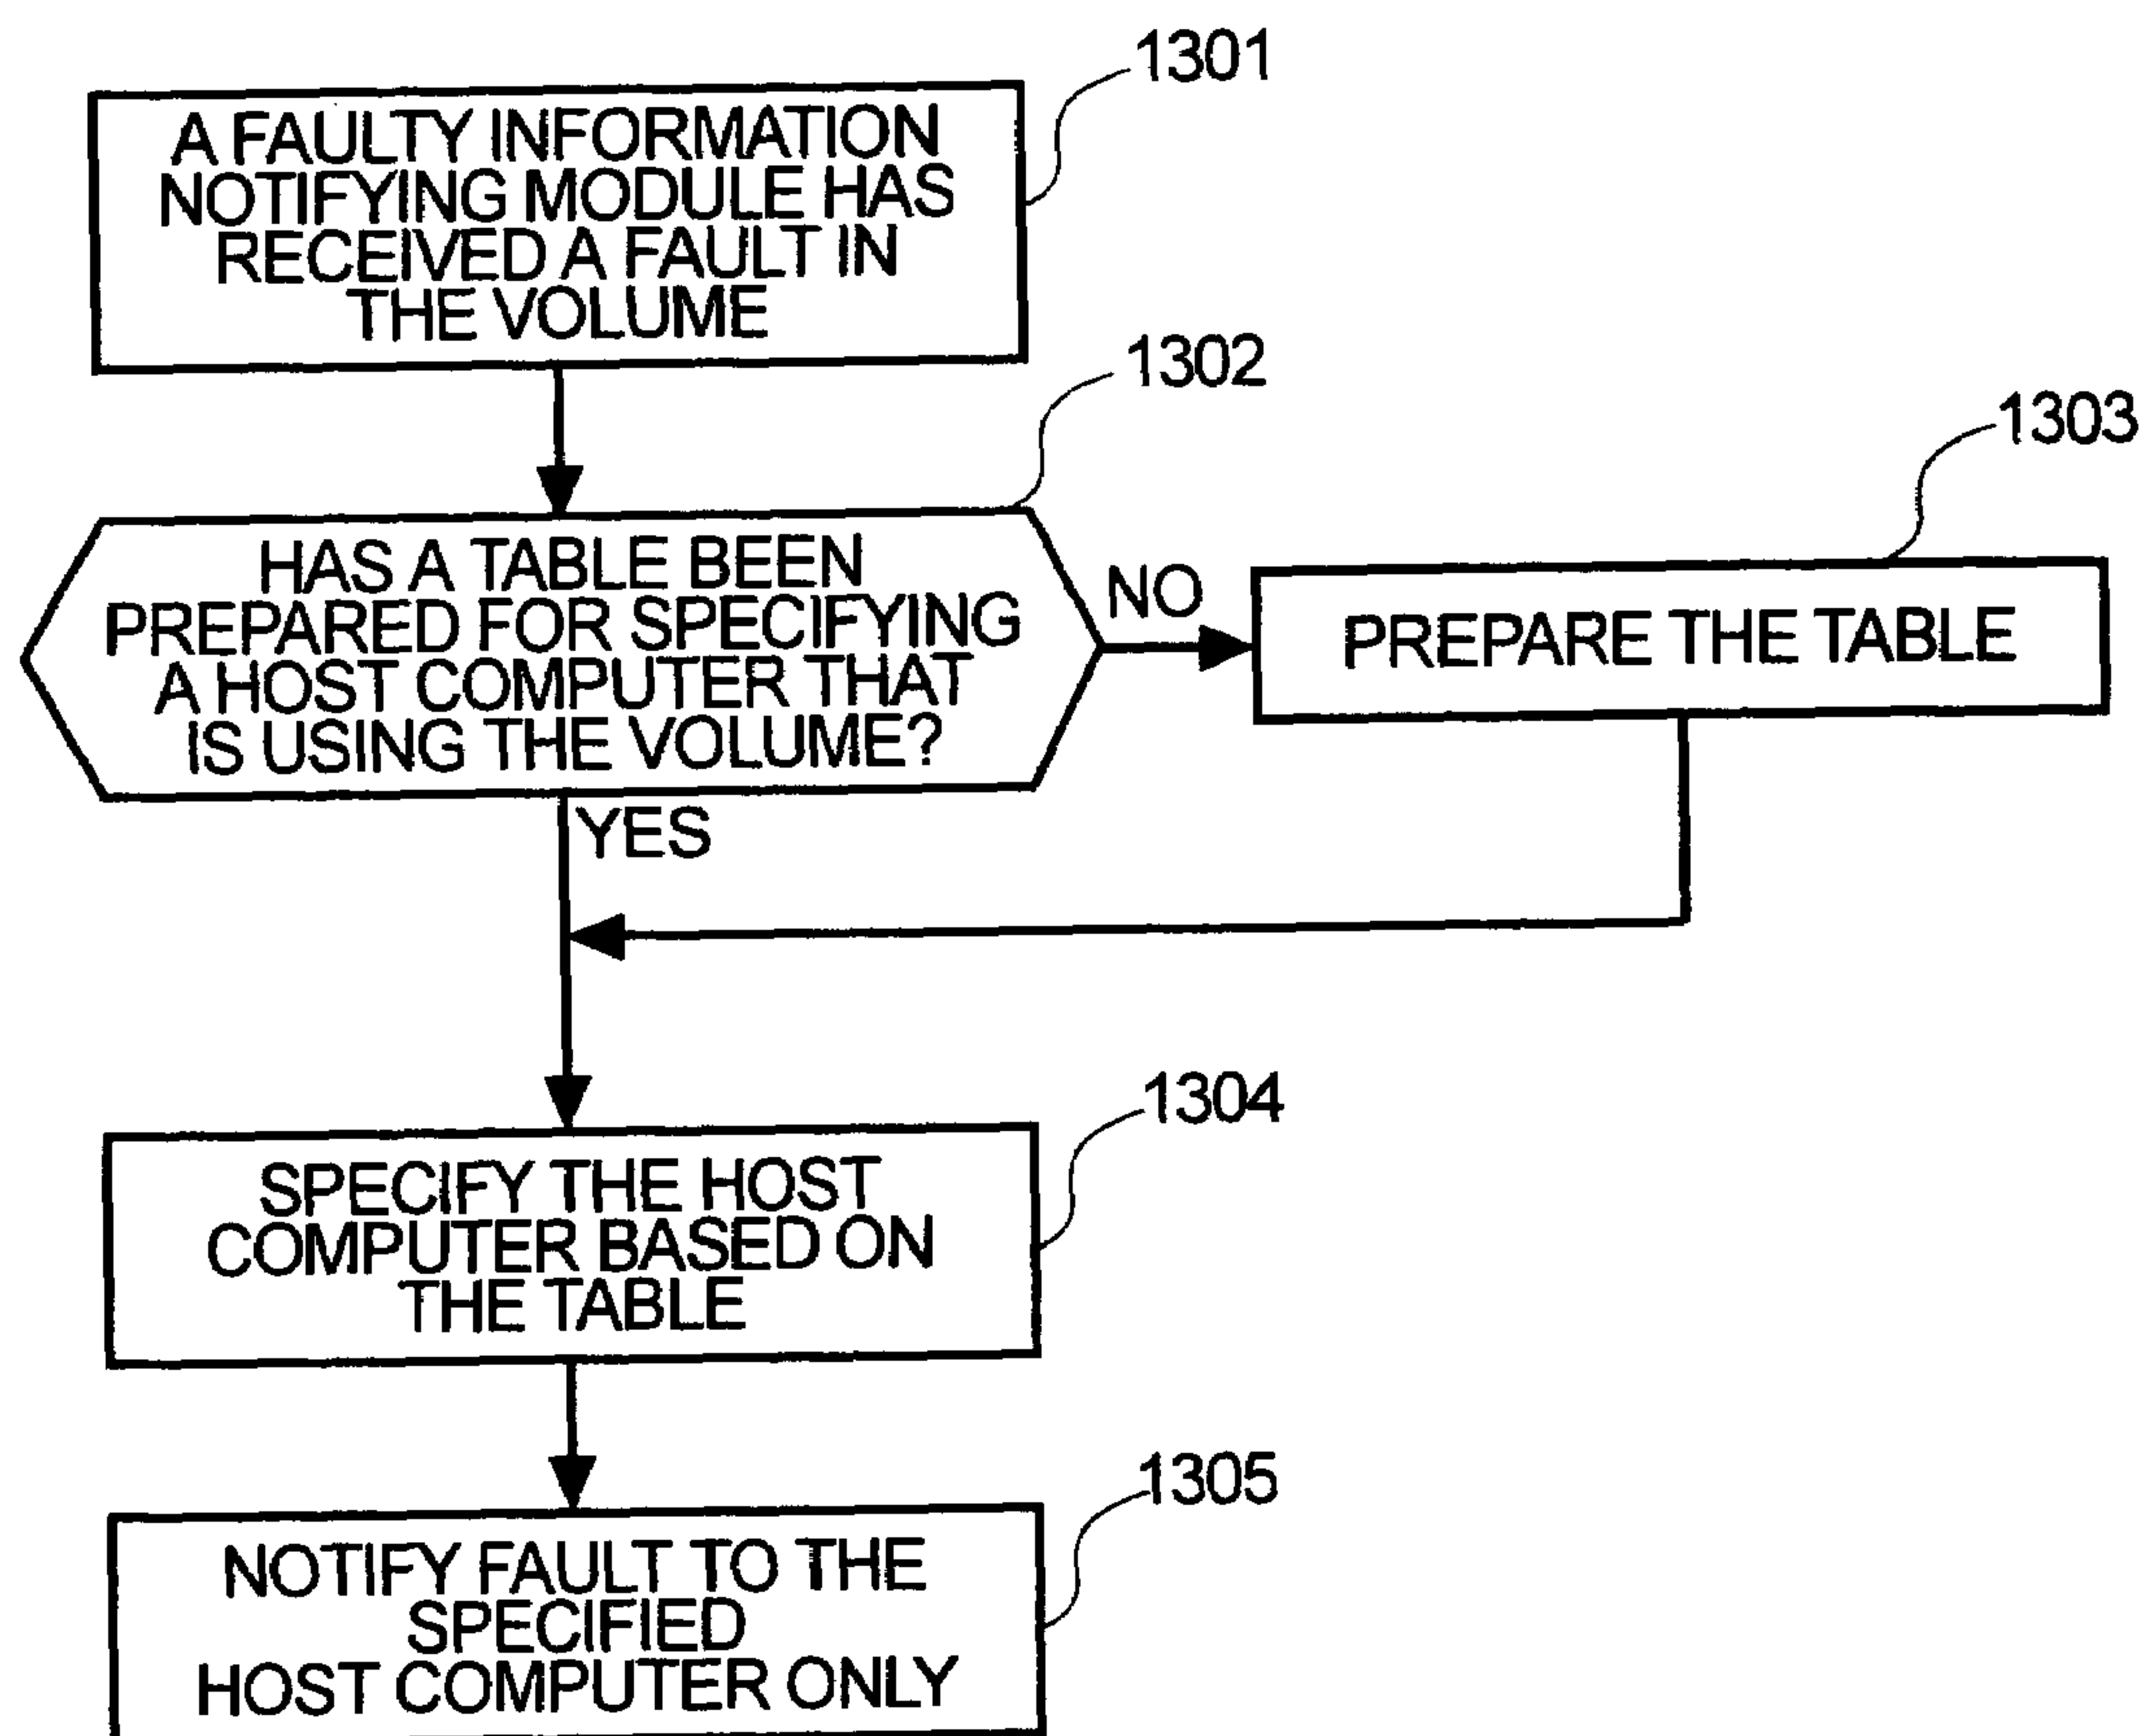 1301
A FAULTY INFORMATION
NOTIFYING MODULE HAS
RECEIVED A FAULT IN
THE VOLUME
1302
HAS A TABLE BEEN
PREPARED FOR SPECIFYING
A HOST COMPUTER THAT
IS USING THE VOLUME?
NO
1303
PREPARE THE TABLE
YES
1304
SPECIFY THE HOST
COMPUTER BASED ON
THE TABLE
1305
NOTIFY FAULT TO THE
SPECIFIED
HOST COMPUTER ONLY